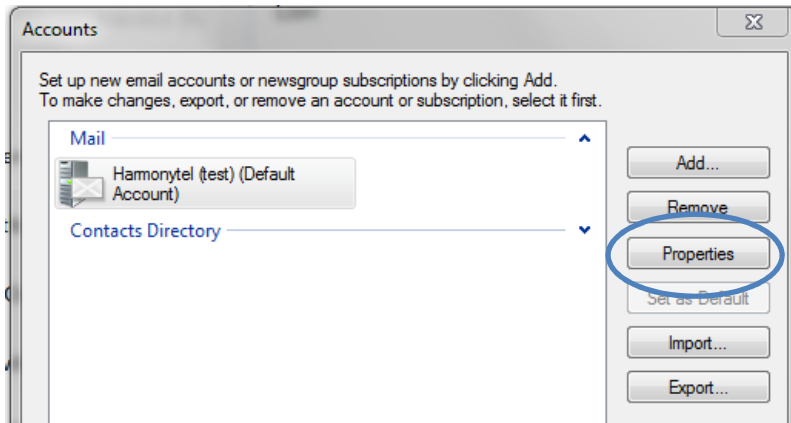 Accounts
Set up new email accounts or newsgroup subscriptions by clicking Add.
To make changes, export, or remove an account or subscription, select it first.
Mail
Harmonytel (test) (Default
Account)
Contacts Directory
Add...
Remove
Properties
Set as Default
Import...
Export...